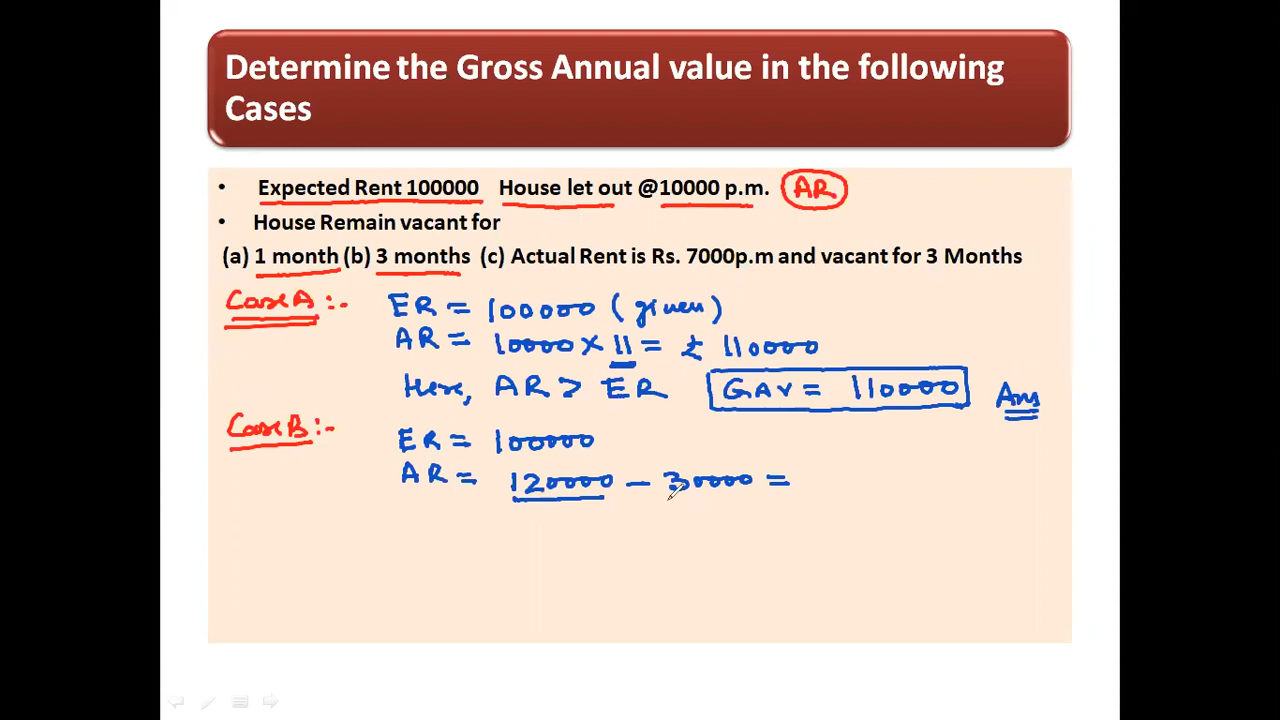 Determine the Gross Annual value in the following
Cases
• Expected Rent 100000 House let out @10000 p.m. AR
• House Remain vacant for
(a) 1 month (b) 3 months (c) Actual Rent is Rs. 7000p.m and vacant for 3 Months
Case A :-
ER = 100000 (given)
AR = 10000 × 11 = ₹ 110000
Here, AR > ER GAV = 110000 Ans
Case B :-
ER = 100000
AR = 120000 - 30000 =